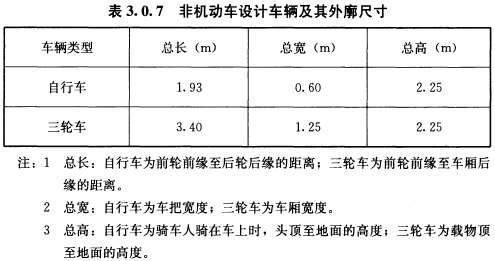 表 3.0.7 非机动车设计车辆及其外廓尺寸
车辆类型 总长（m） 总宽（m） 总高（m）
自行车 1.93 0.60 2.25
三轮车 3.40 1.25 2.25
注：1 总长：自行车为前轮前缘至后轮后缘的距离；三轮车为前轮前缘至车厢后
缘的距离。
2 总宽：自行车为车把宽度；三轮车为车厢宽度。
3 总高：自行车为骑车人骑在车上时，头顶至地面的高度；三轮车为载物顶
至地面的高度。